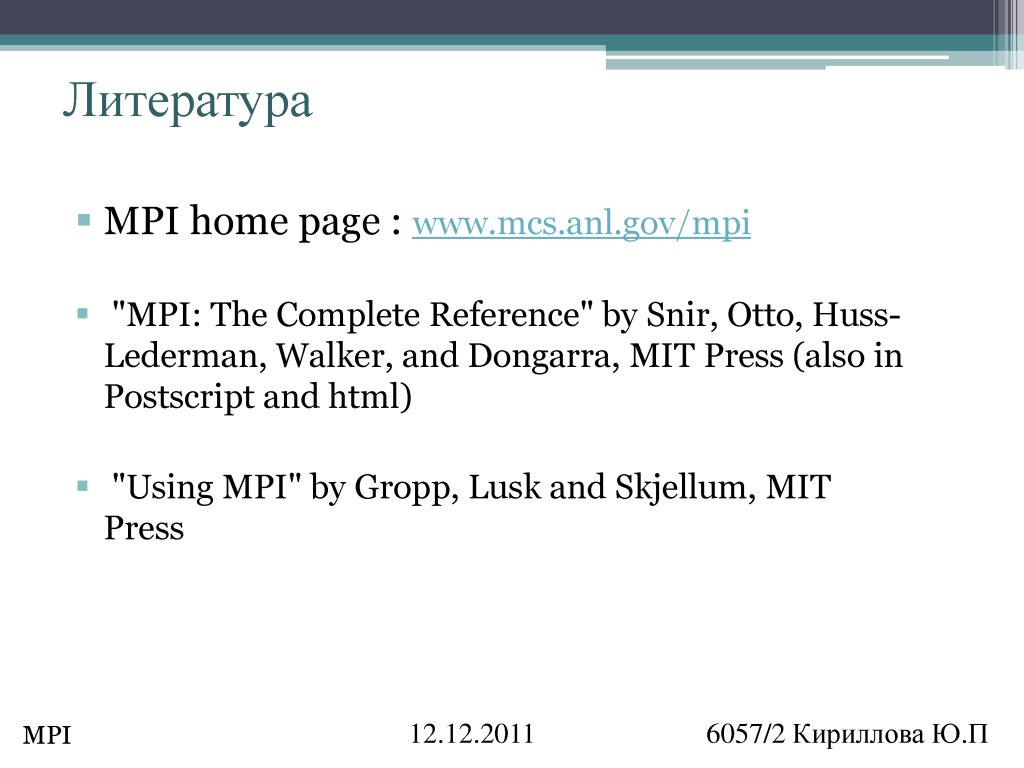 Литература
▪ MPI home page : www.mcs.anl.gov/mpi
▪ "MPI: The Complete Reference" by Snir, Otto, Huss-
Lederman, Walker, and Dongarra, MIT Press (also in
Postscript and html)
▪ "Using MPI" by Gropp, Lusk and Skjellum, MIT
Press
MPI 12.12.2011 6057/2 Кириллова Ю.П